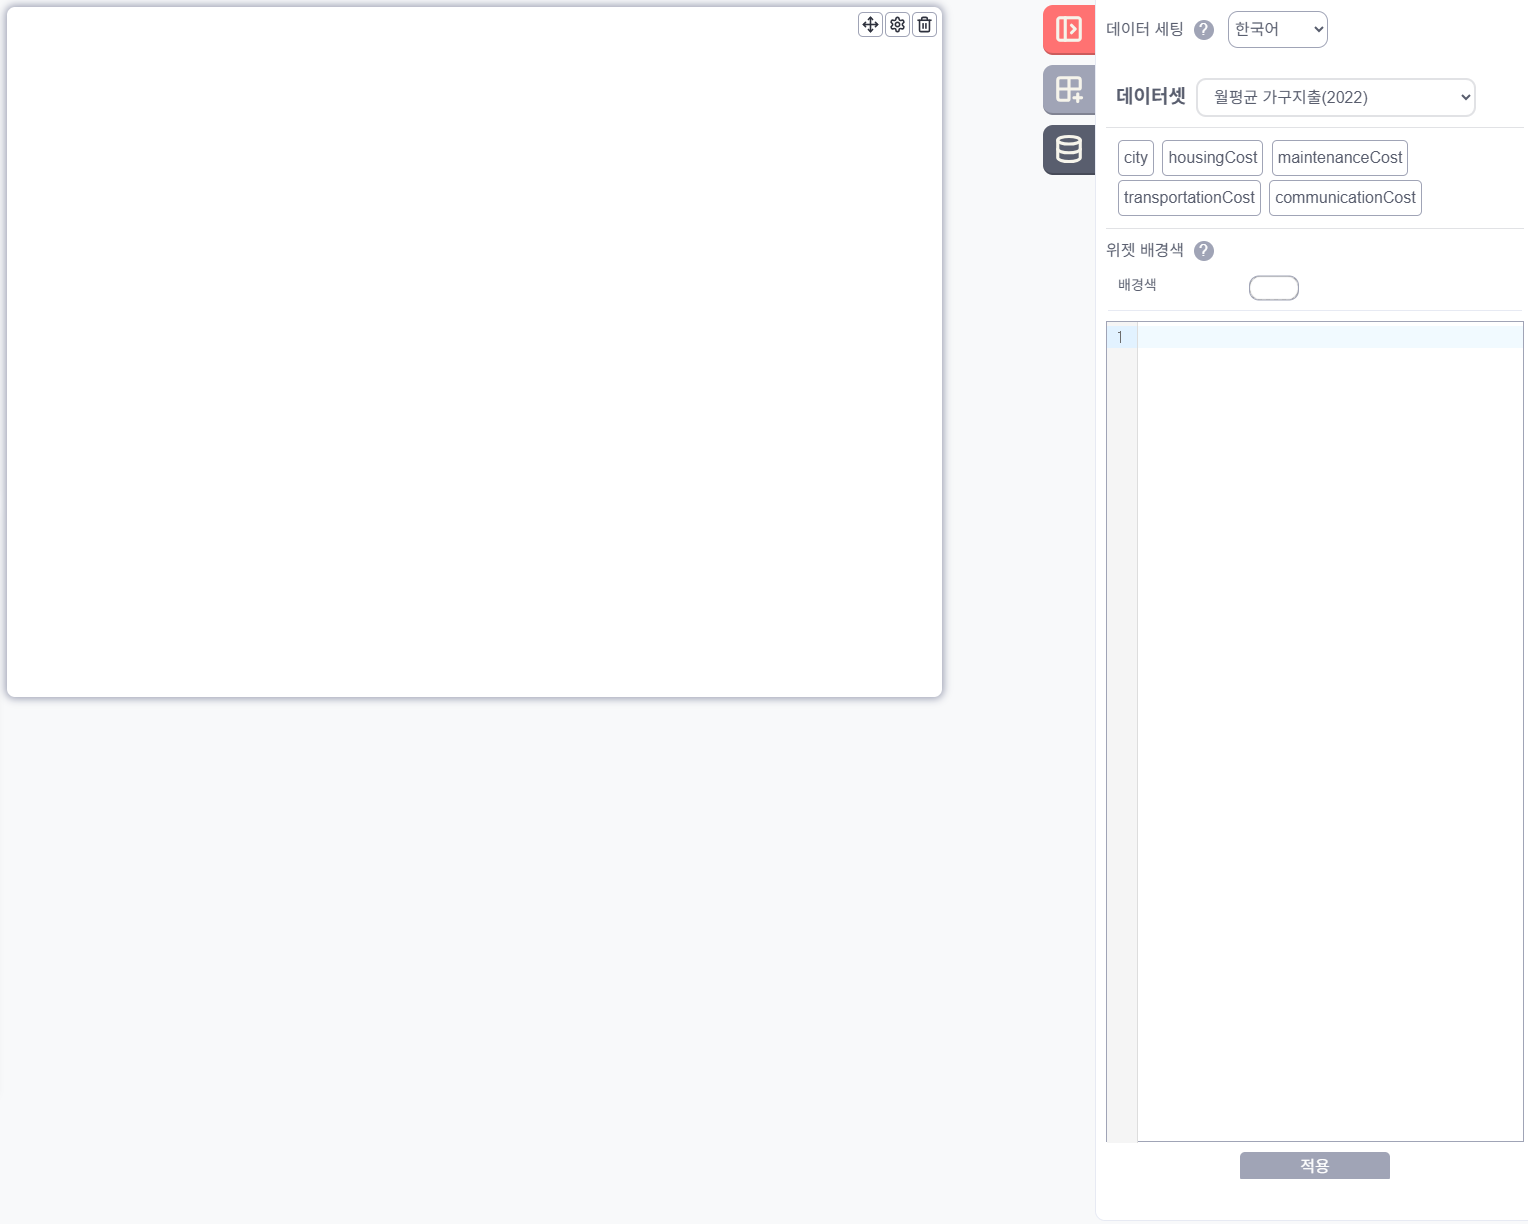 데이터 세팅 ? 한국어
데이터셋 월평균 가구지출(2022)
city housingCost maintenanceCost
transportationCost communicationCost
위젯 배경색 ?
배경색
1
적용